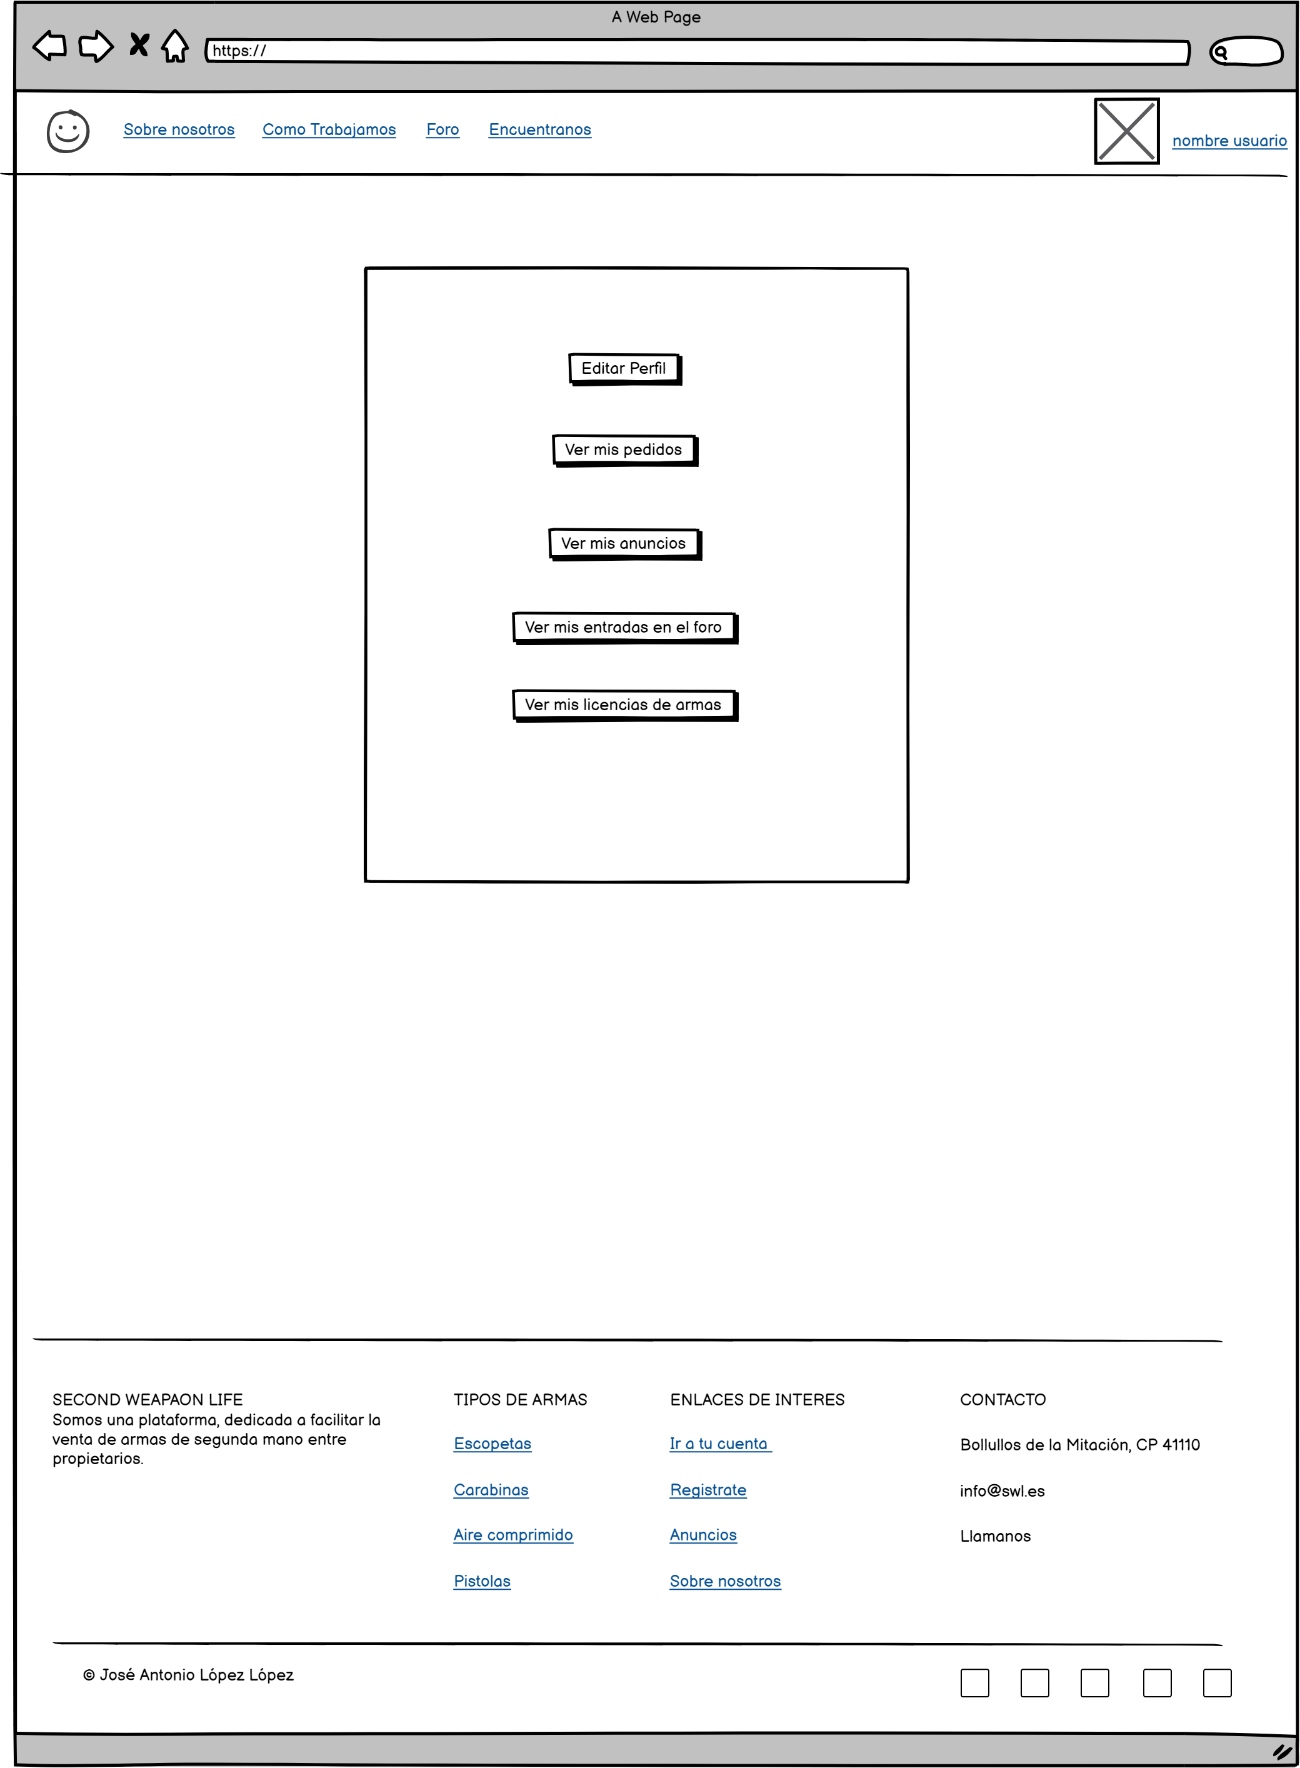 A Web Page
https://
Sobre nosotros
Como Trabajamos
Foro
Encuentranos
nombre usuario
Editar Perfil
Ver mis pedidos
Ver mis anuncios
Ver mis entradas en el foro
Ver mis licencias de armas
SECOND WEAPAON LIFE
Somos una plataforma, dedicada a facilitar la
venta de armas de segunda mano entre
propietarios.
TIPOS DE ARMAS
Escopetas
Carabinas
Aire comprimido
Pistolas
ENLACES DE INTERES
Ir a tu cuenta
Registrate
Anuncios
Sobre nosotros
CONTACTO
Bollullos de la Mitación, CP 41110
info@swl.es
Llamanos
© José Antonio López López